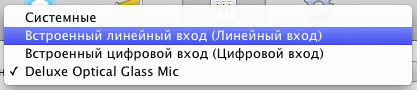 Системные
Встроенный линейный вход (Линейный вход)
Встроенный цифровой вход (Цифровой вход)
✓ Deluxe Optical Glass Mic